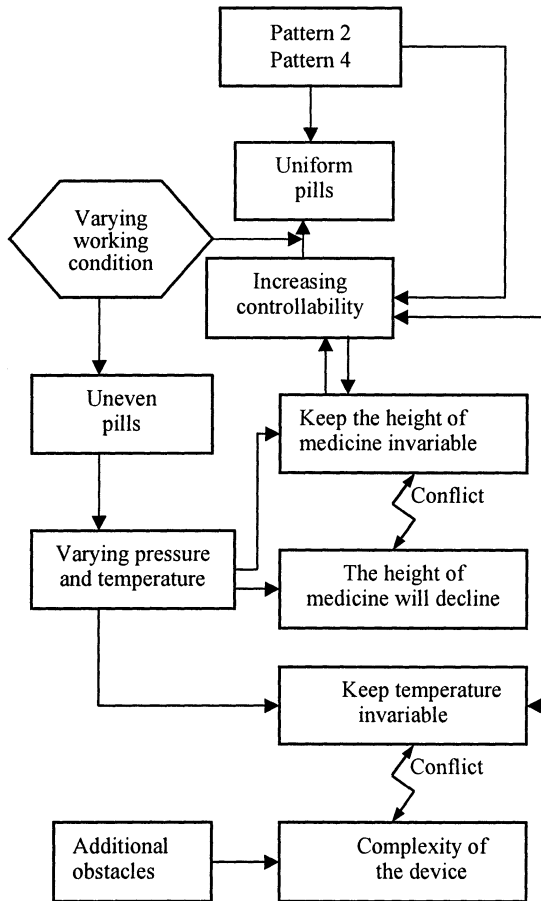 Pattern 2
Pattern 4
Uniform
pills
Varying
working
condition
Increasing
controllability
Uneven
pills
Keep the height of
medicine invariable
Conflict
Varying pressure
and temperature
The height of
medicine will decline
Keep temperature
invariable
Conflict
Additional
obstacles
Complexity of
the device